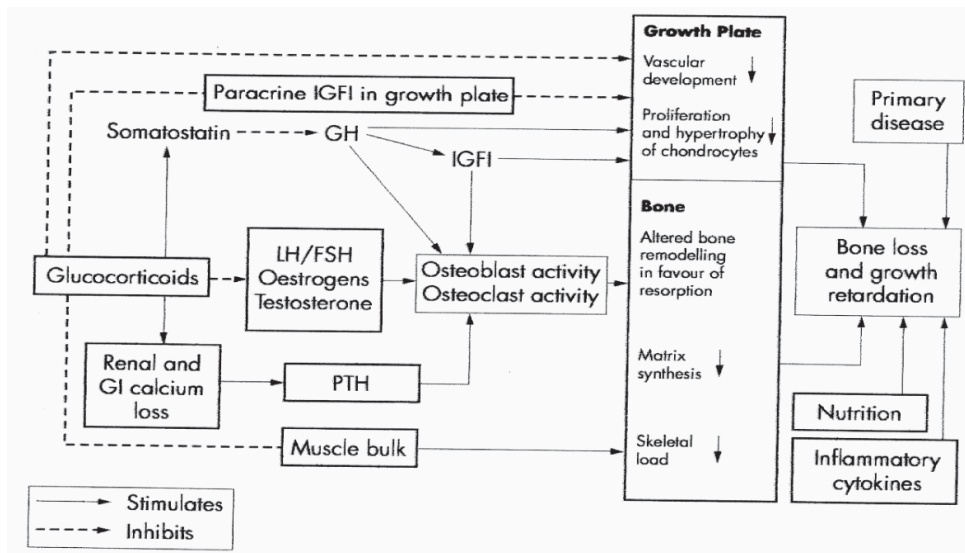 Growth Plate
Vascular
development
Proliferation
and hypertrophy
of chondrocytes
Paracrine IGFI in growth plate
Somatostatin
GH
IGFI
Primary
disease
Bone
Altered bone
remodelling
in favour of
resorption
Matrix
synthesis
Skeletal
load
Glucocorticoids
LH/FSH
Oestrogens
Testosterone
Osteoblast activity
Osteoclast activity
Bone loss
and growth
retardation
Renal and
GI calcium
loss
PTH
Muscle bulk
Nutrition
Inflammatory
cytokines
Stimulates
Inhibits